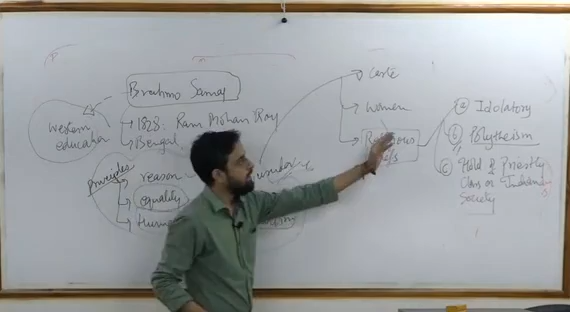 Brahmo Samaj
Western
education
1828. Ram Mohan Roy
Bengal
Principles
reason
equality
Caste
Women
(a) Idolatory
(b) Polytheism
(c) Hold of Priestly
Class on
Society